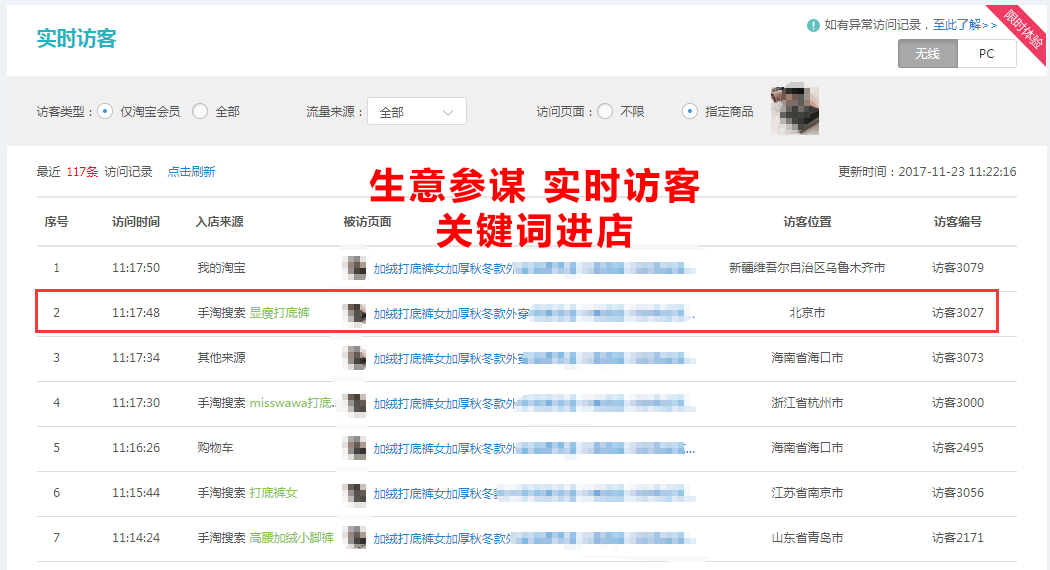 实时访客
如有异常访问记录，至此了解>>
限时体验
无线 PC
访客类型： 仅淘宝会员 全部 流量来源： 全部 访问页面： 不限 指定商品
最近 117条 访问记录 点击刷新 更新时间：2017-11-23 11:22:16
生意参谋 实时访客
关键词进店
序号 访问时间 入店来源 被访页面 访客位置 访客编号
1 11:17:50 我的淘宝 加绒打底裤女加厚秋冬款外 新疆维吾尔自治区乌鲁木齐市 访客3079
2 11:17:48 手淘搜索 显瘦打底裤 加绒打底裤女加厚秋冬款外穿 北京市 访客3027
3 11:17:34 其他来源 加绒打底裤女加厚秋冬款外穿 海南省海口市 访客3073
4 11:17:30 手淘搜索 misswawa打底... 加绒打底裤女加厚秋冬款外 浙江省杭州市 访客3000
5 11:16:26 购物车 加绒打底裤女加厚秋冬款外 ... 海南省海口市 访客2495
6 11:15:44 手淘搜索 打底裤女 加绒打底裤女加厚秋冬款 江苏省南京市 访客3056
7 11:14:24 手淘搜索 高腰加绒小脚裤 加绒打底裤女加厚秋冬款外 山东省青岛市 访客2171